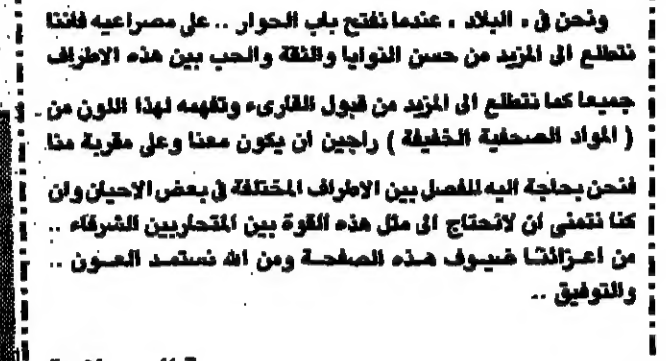 ونحن في « البلاد » عندما نفتح باب الحوار .. على مصراعيه فاننا
نتطلع الى المزيد من حسن النوايا والثقة والحب بين هذه الاطراف
جميعا كما نتطلع الى المزيد من قبول القارىء وتفهمه لهذا اللون من
( المواد الصحفية الخفيفة ) راجين ان يكون معنا وعلى مقربة منا
فنحن بحاجة اليه للفصل بين الاطراف المختلفة في بعض الاحيان وان
كنا نتمنى ان لانحتاج الى مثل هذه القوة بين المتحاربين الشرفاء ..
من اعزائنا ضيوف هذه الصفحة ومن الله نستمد العون ..
والتوفيق ..